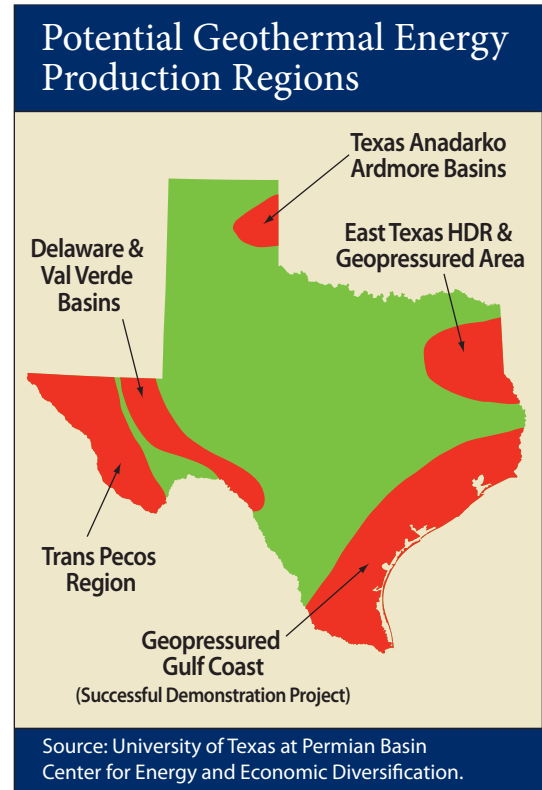 Potential Geothermal Energy
Production Regions
Texas Anadarko
Ardmore Basins
East Texas HDR &
Geopressured Area
Delaware &
Val Verde
Basins
Trans Pecos
Region
Geopressured
Gulf Coast
(Successful Demonstration Project)
Source: University of Texas at Permian Basin
Center for Energy and Economic Diversification.